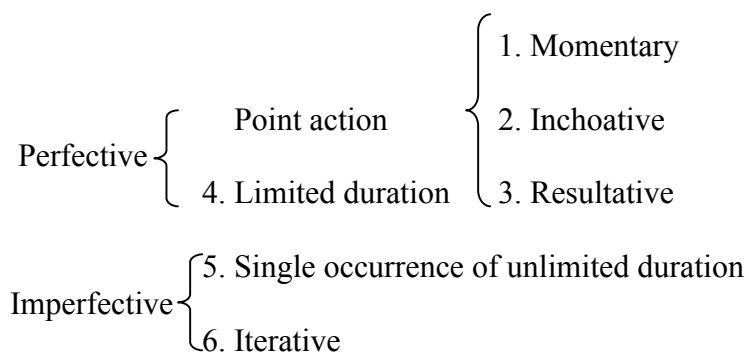 1. Momentary
Point action
2. Inchoative
Perfective
4. Limited duration
3. Resultative
5. Single occurrence of unlimited duration
Imperfective
6. Iterative